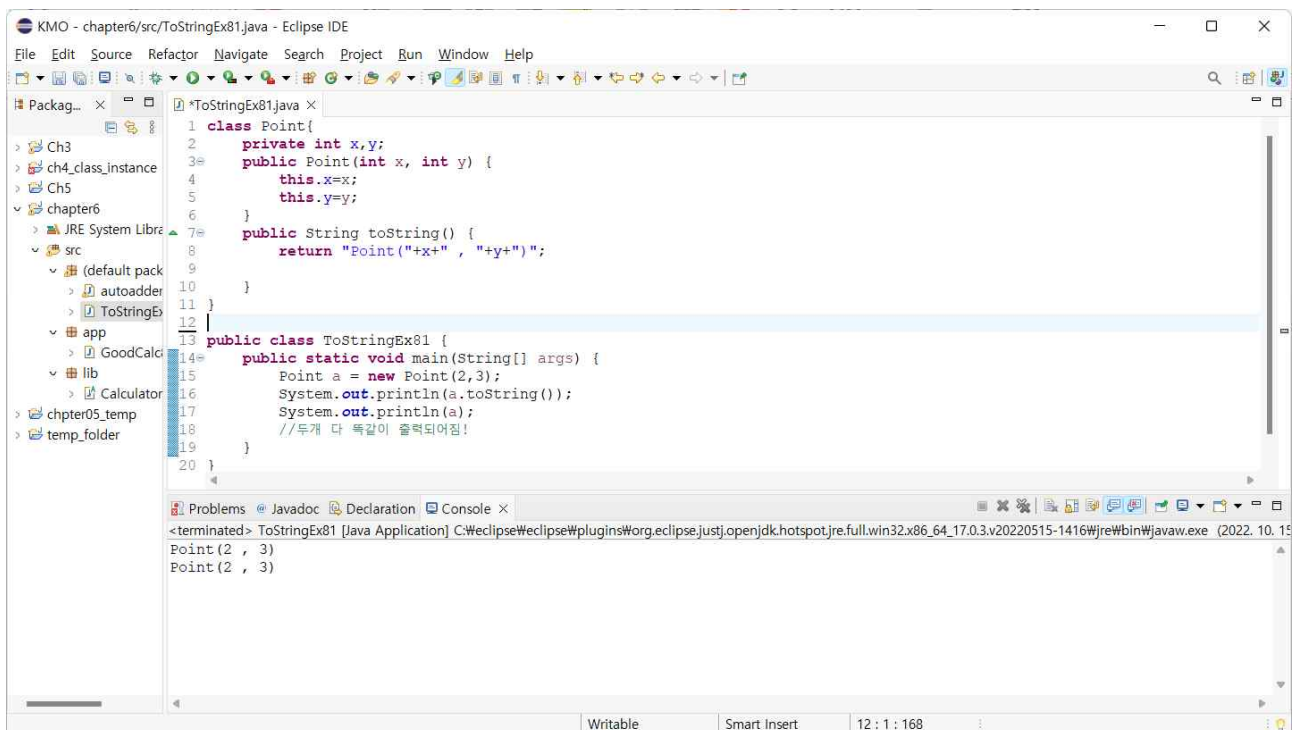 KMO - chapter6/src/ToStringEx81.java - Eclipse IDE
File Edit Source Refactor Navigate Search Project Run Window Help
Packag...
*ToStringEx81.java
Ch3
ch4_class_instance
Ch5
chapter6
JRE System Libra
src
(default pack
autoadder
ToStringEx
app
GoodCalc
lib
Calculator
chpter05_temp
temp_folder
1 class Point{
2 private int x,y;
3 public Point(int x, int y) {
4 this.x=x;
5 this.y=y;
6 }
7 public String toString() {
8 return "Point("+x+" , "+y+")";
9
10 }
11 }
12
13 public class ToStringEx81 {
14 public static void main(String[] args) {
15 Point a = new Point(2,3);
16 System.out.println(a.toString());
17 System.out.println(a);
18 //두개 다 똑같이 출력되어짐!
19 }
20 }
Problems Javadoc Declaration Console
<terminated> ToStringEx81 [Java Application] C:₩eclipse₩eclipse₩plugins₩org.eclipse.justj.openjdk.hotspot.jre.full.win32.x86_64_17.0.3.v20220515-1416₩jre₩bin₩javaw.exe (2022. 10. 15
Point(2 , 3)
Point(2 , 3)
Writable Smart Insert 12 : 1 : 168